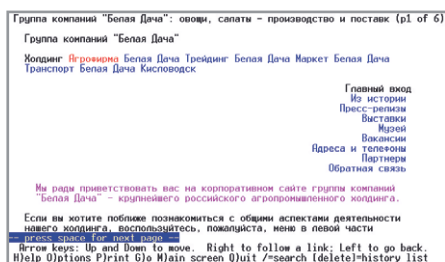 Группа компаний "Белая Дача": овощи, салаты - производство и поставк (p1 of 6)
Группа компаний "Белая Дача"
Холдинг Агрофирма Белая Дача Трейдинг Белая Дача Маркет Белая Дача
Транспорт Белая Дача Кисловодск
Главный вход
Из истории
Пресс-релизы
Выставки
Музей
Вакансии
Адреса и телефоны
Партнеры
Обратная связь
Мы рады приветствовать вас на корпоративном сайте группы компаний
"Белая Дача" - крупнейшего российского агропромышленного холдинга.
Если вы хотите поближе познакомиться с общими аспектами деятельности
нашего холдинга, воспользуйтесь, пожалуйста, меню в левой части
-- press space for next page --
Arrow keys: Up and Down to move. Right to follow a link; Left to go back.
H)elp O)ptions P)rint G)o M)ain screen Q)uit /=search [delete]=history list